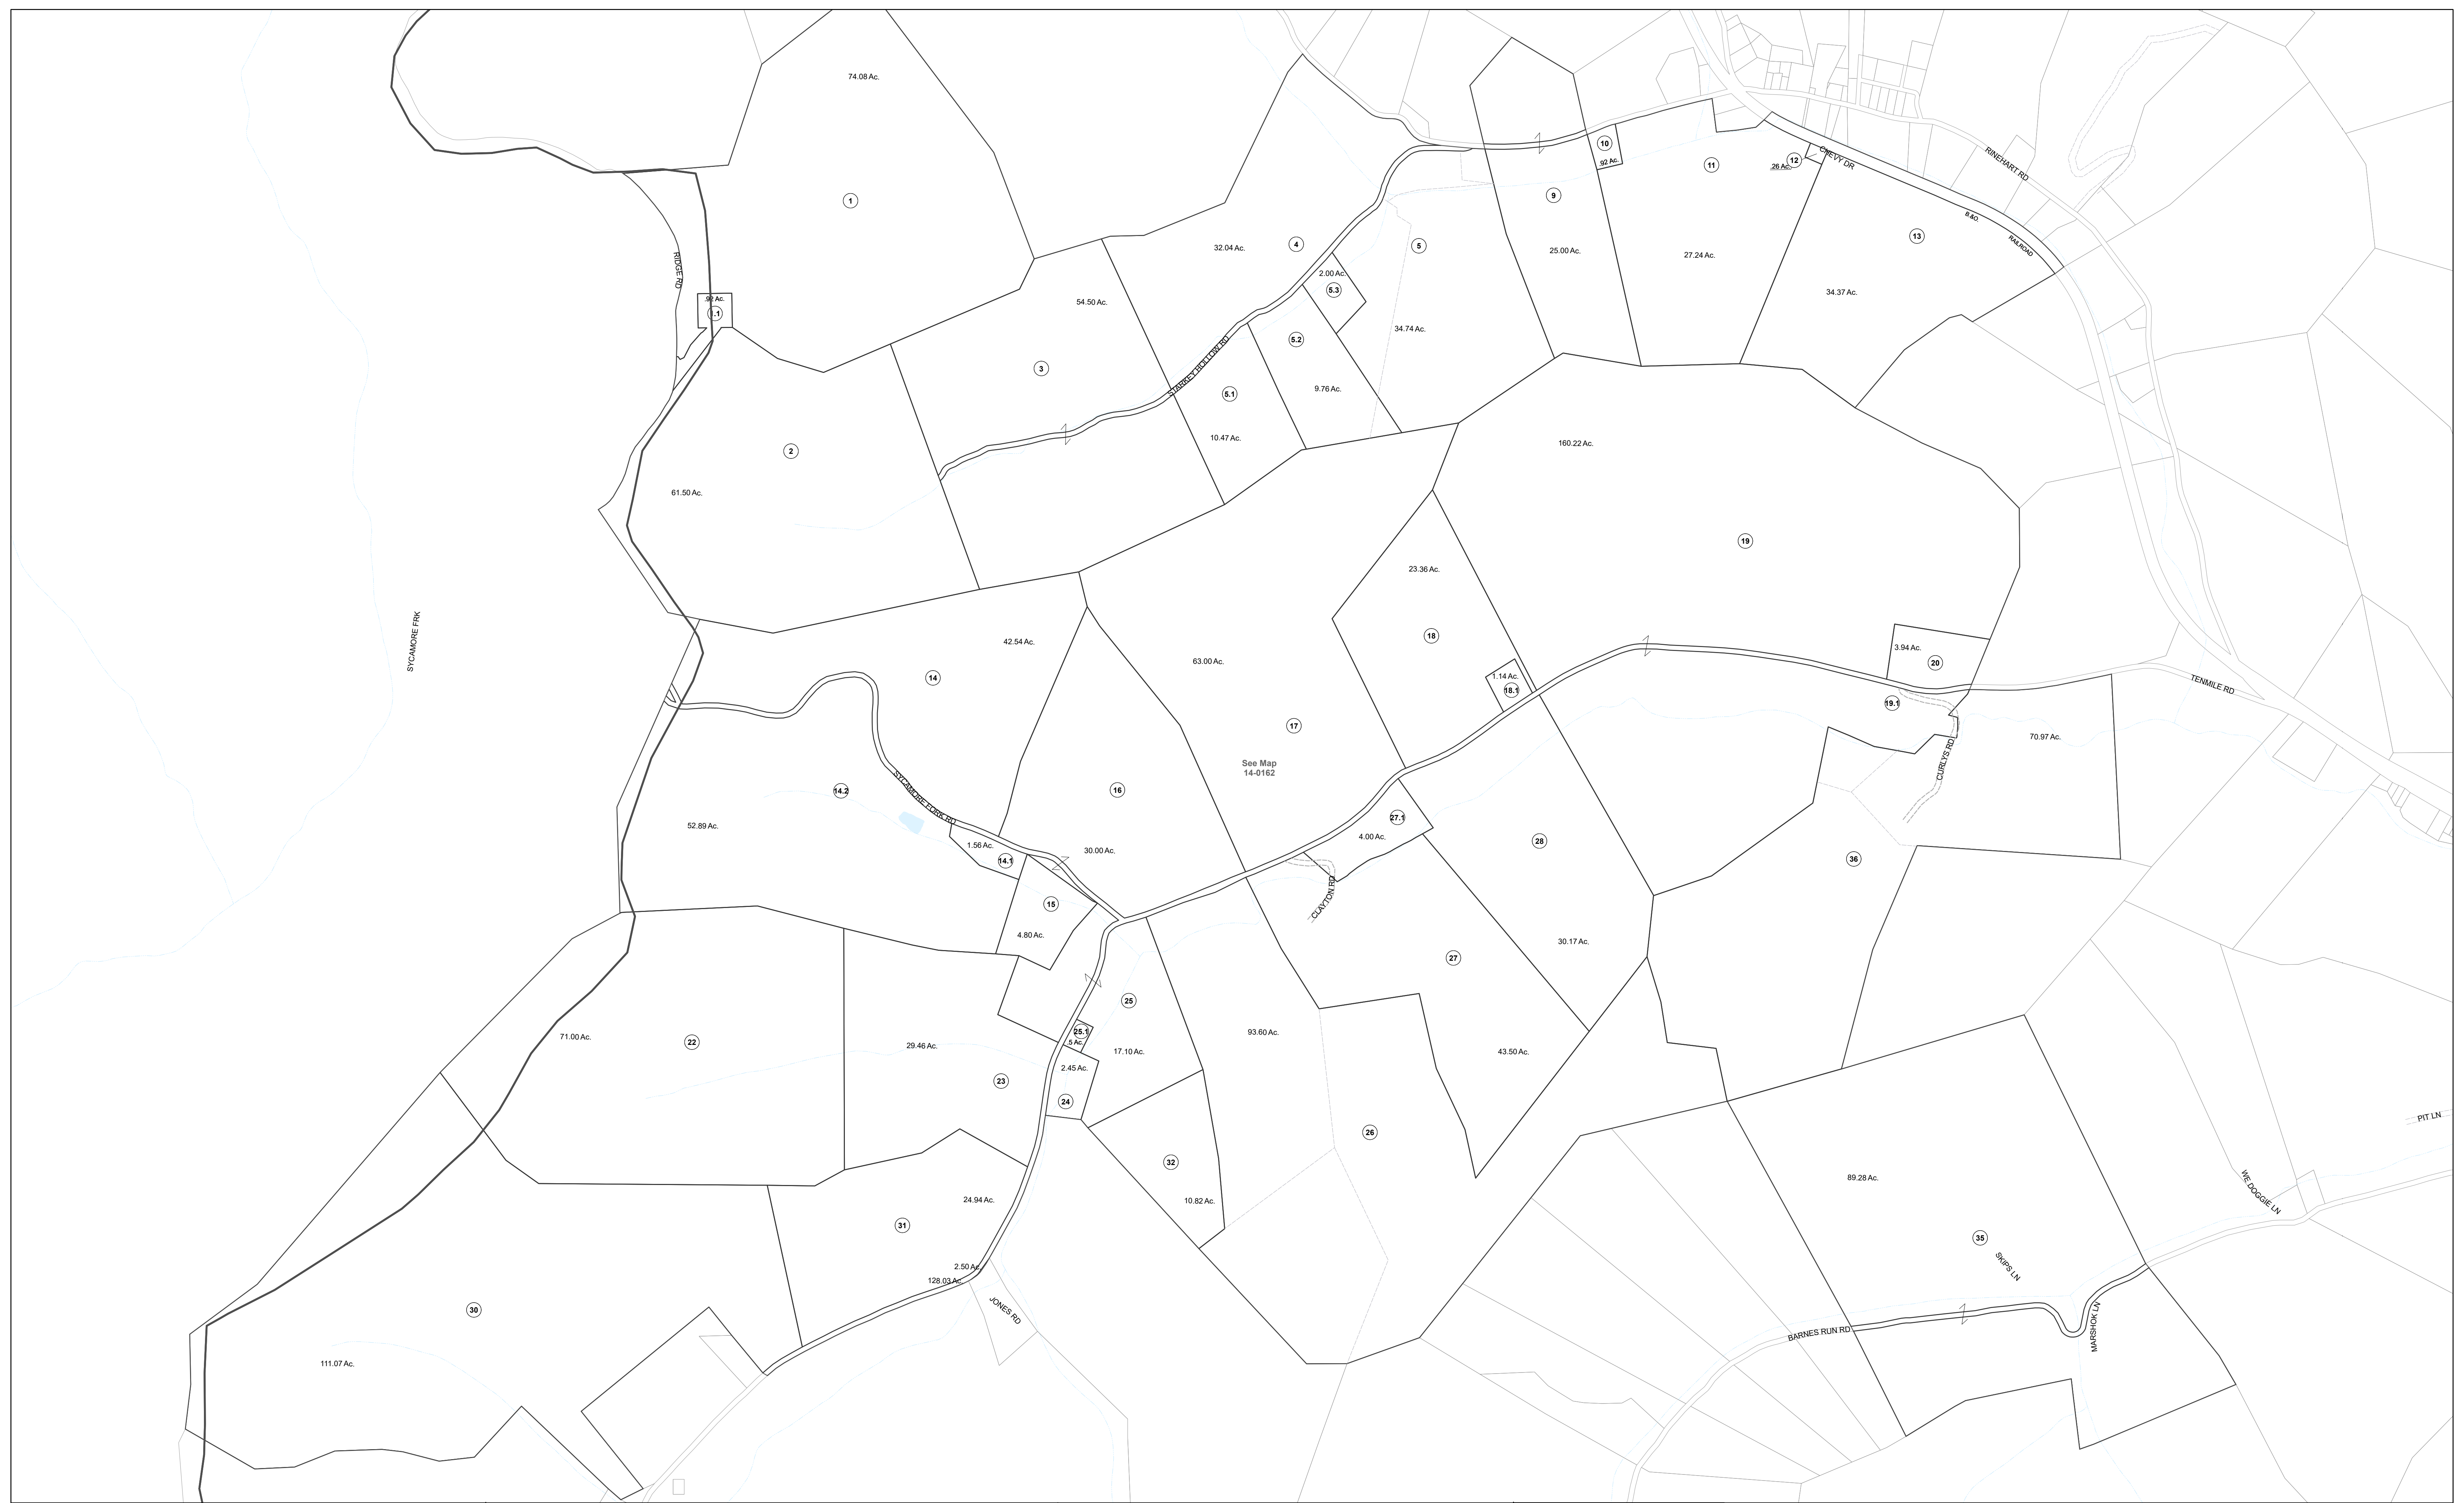 74.08 Ac.
1
RIDGE RD
.92 Ac.
1.1
10
.92 Ac.
11
.26 Ac.
12
CHEVY DR
RINEHART RD
B.&O.
RAILROAD
9
13
32.04 Ac.
4
5
25.00 Ac.
27.24 Ac.
34.37 Ac.
2.00 Ac.
5.3
54.50 Ac.
34.74 Ac.
5.2
3
STARKEY HOLLOW RD
9.76 Ac.
5.1
10.47 Ac.
2
61.50 Ac.
160.22 Ac.
19
23.36 Ac.
18
SYCAMORE FRK
42.54 Ac.
14
63.00 Ac.
17
1.14 Ac.
18.1
3.94 Ac.
20
TENMILE RD
19.1
70.97 Ac.
CURLYS RD
See Map
14-0162
14.2
SYCAMORE FORK RD
16
52.89 Ac.
1.56 Ac.
14.1
30.00 Ac.
27.1
4.00 Ac.
28
36
CLAYTON RD
15
4.80 Ac.
30.17 Ac.
27
25
25.1
.5 Ac.
17.10 Ac.
93.60 Ac.
43.50 Ac.
71.00 Ac.
22
29.46 Ac.
23
2.45 Ac.
24
26
PIT LN
32
10.82 Ac.
89.28 Ac.
WE DOGGIE LN
24.94 Ac.
31
35
SKIPS LN
2.50 Ac.
128.03 Ac.
JONES RD
30
111.07 Ac.
BARNES RUN RD
MARSHOK LN